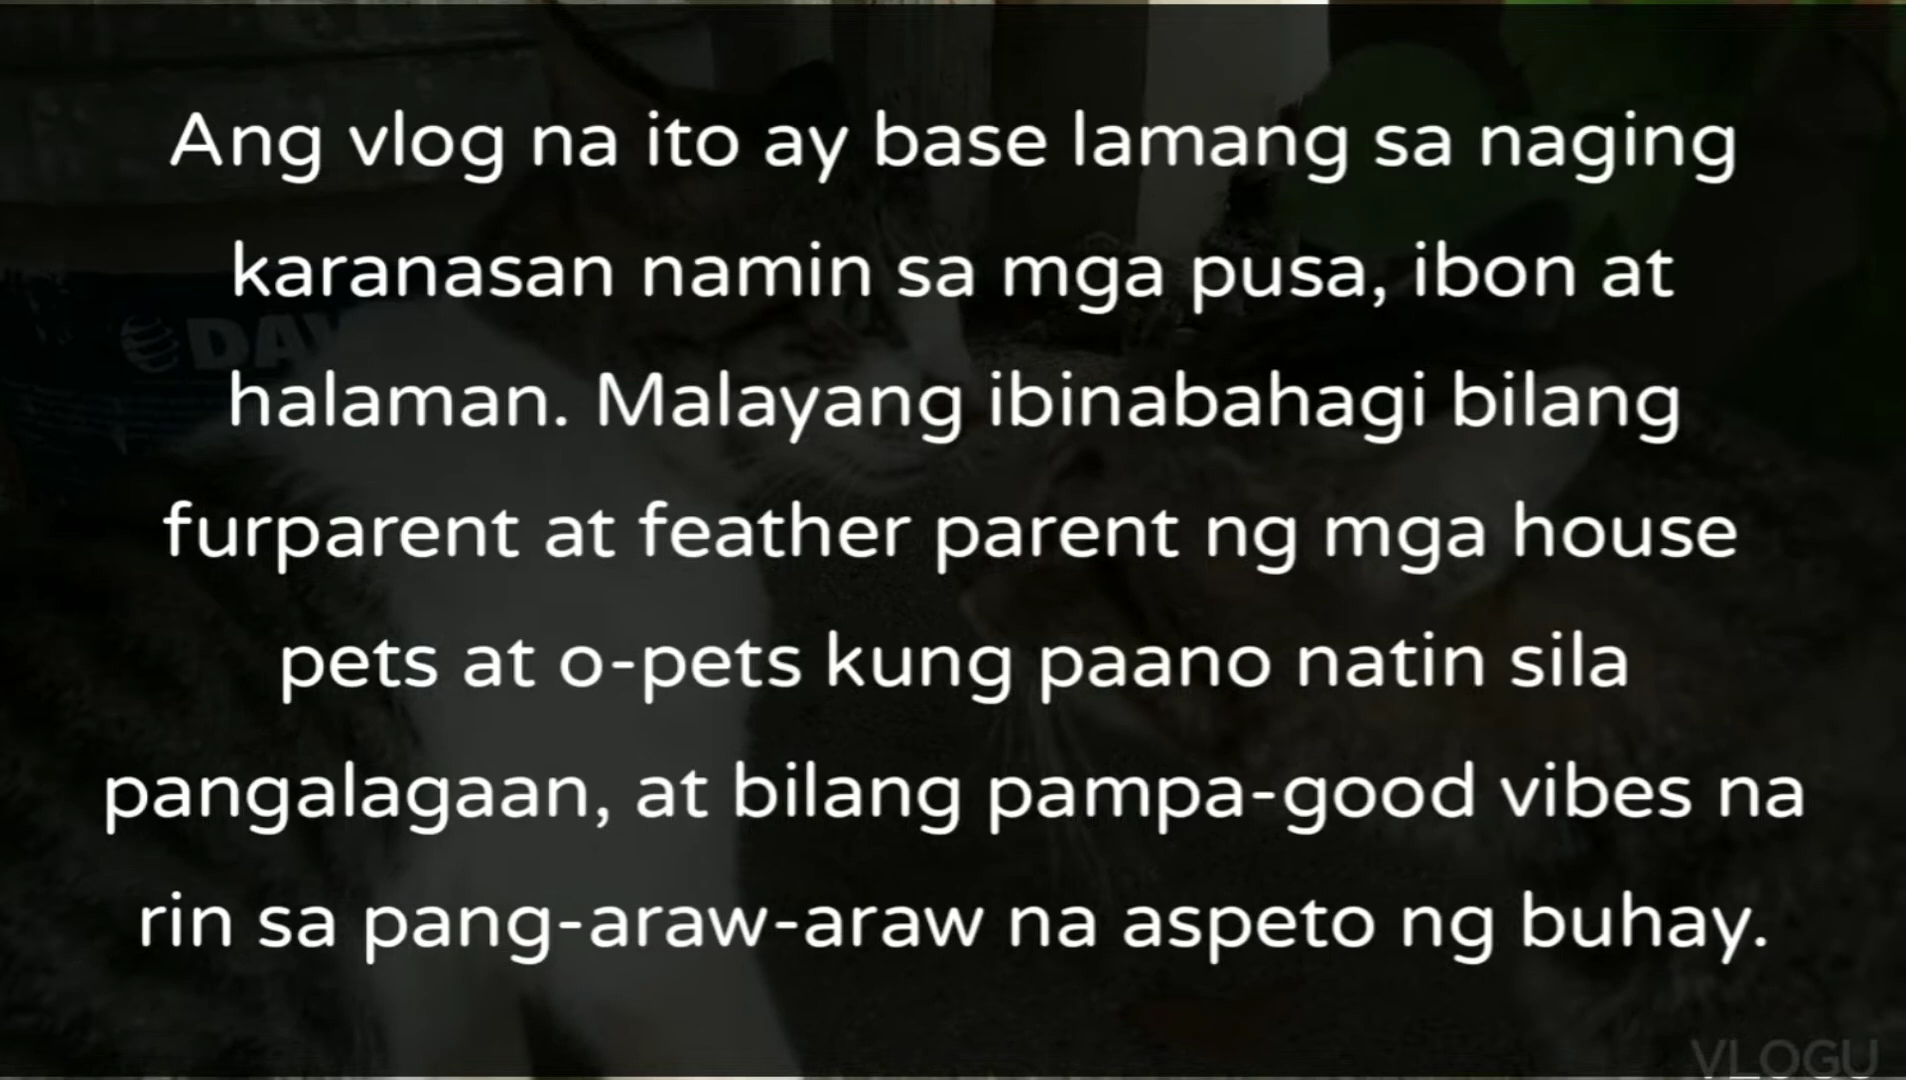 Ang vlog na ito ay base lamang sa naging
karanasan namin sa mga pusa, ibon at
halaman. Malayang ibinabahagi bilang
furparent at feather parent ng mga house
pets at o-pets kung paano natin sila
pangalagaan, at bilang pampa-good vibes na
rin sa pang-araw-araw na aspeto ng buhay.
VLOGU